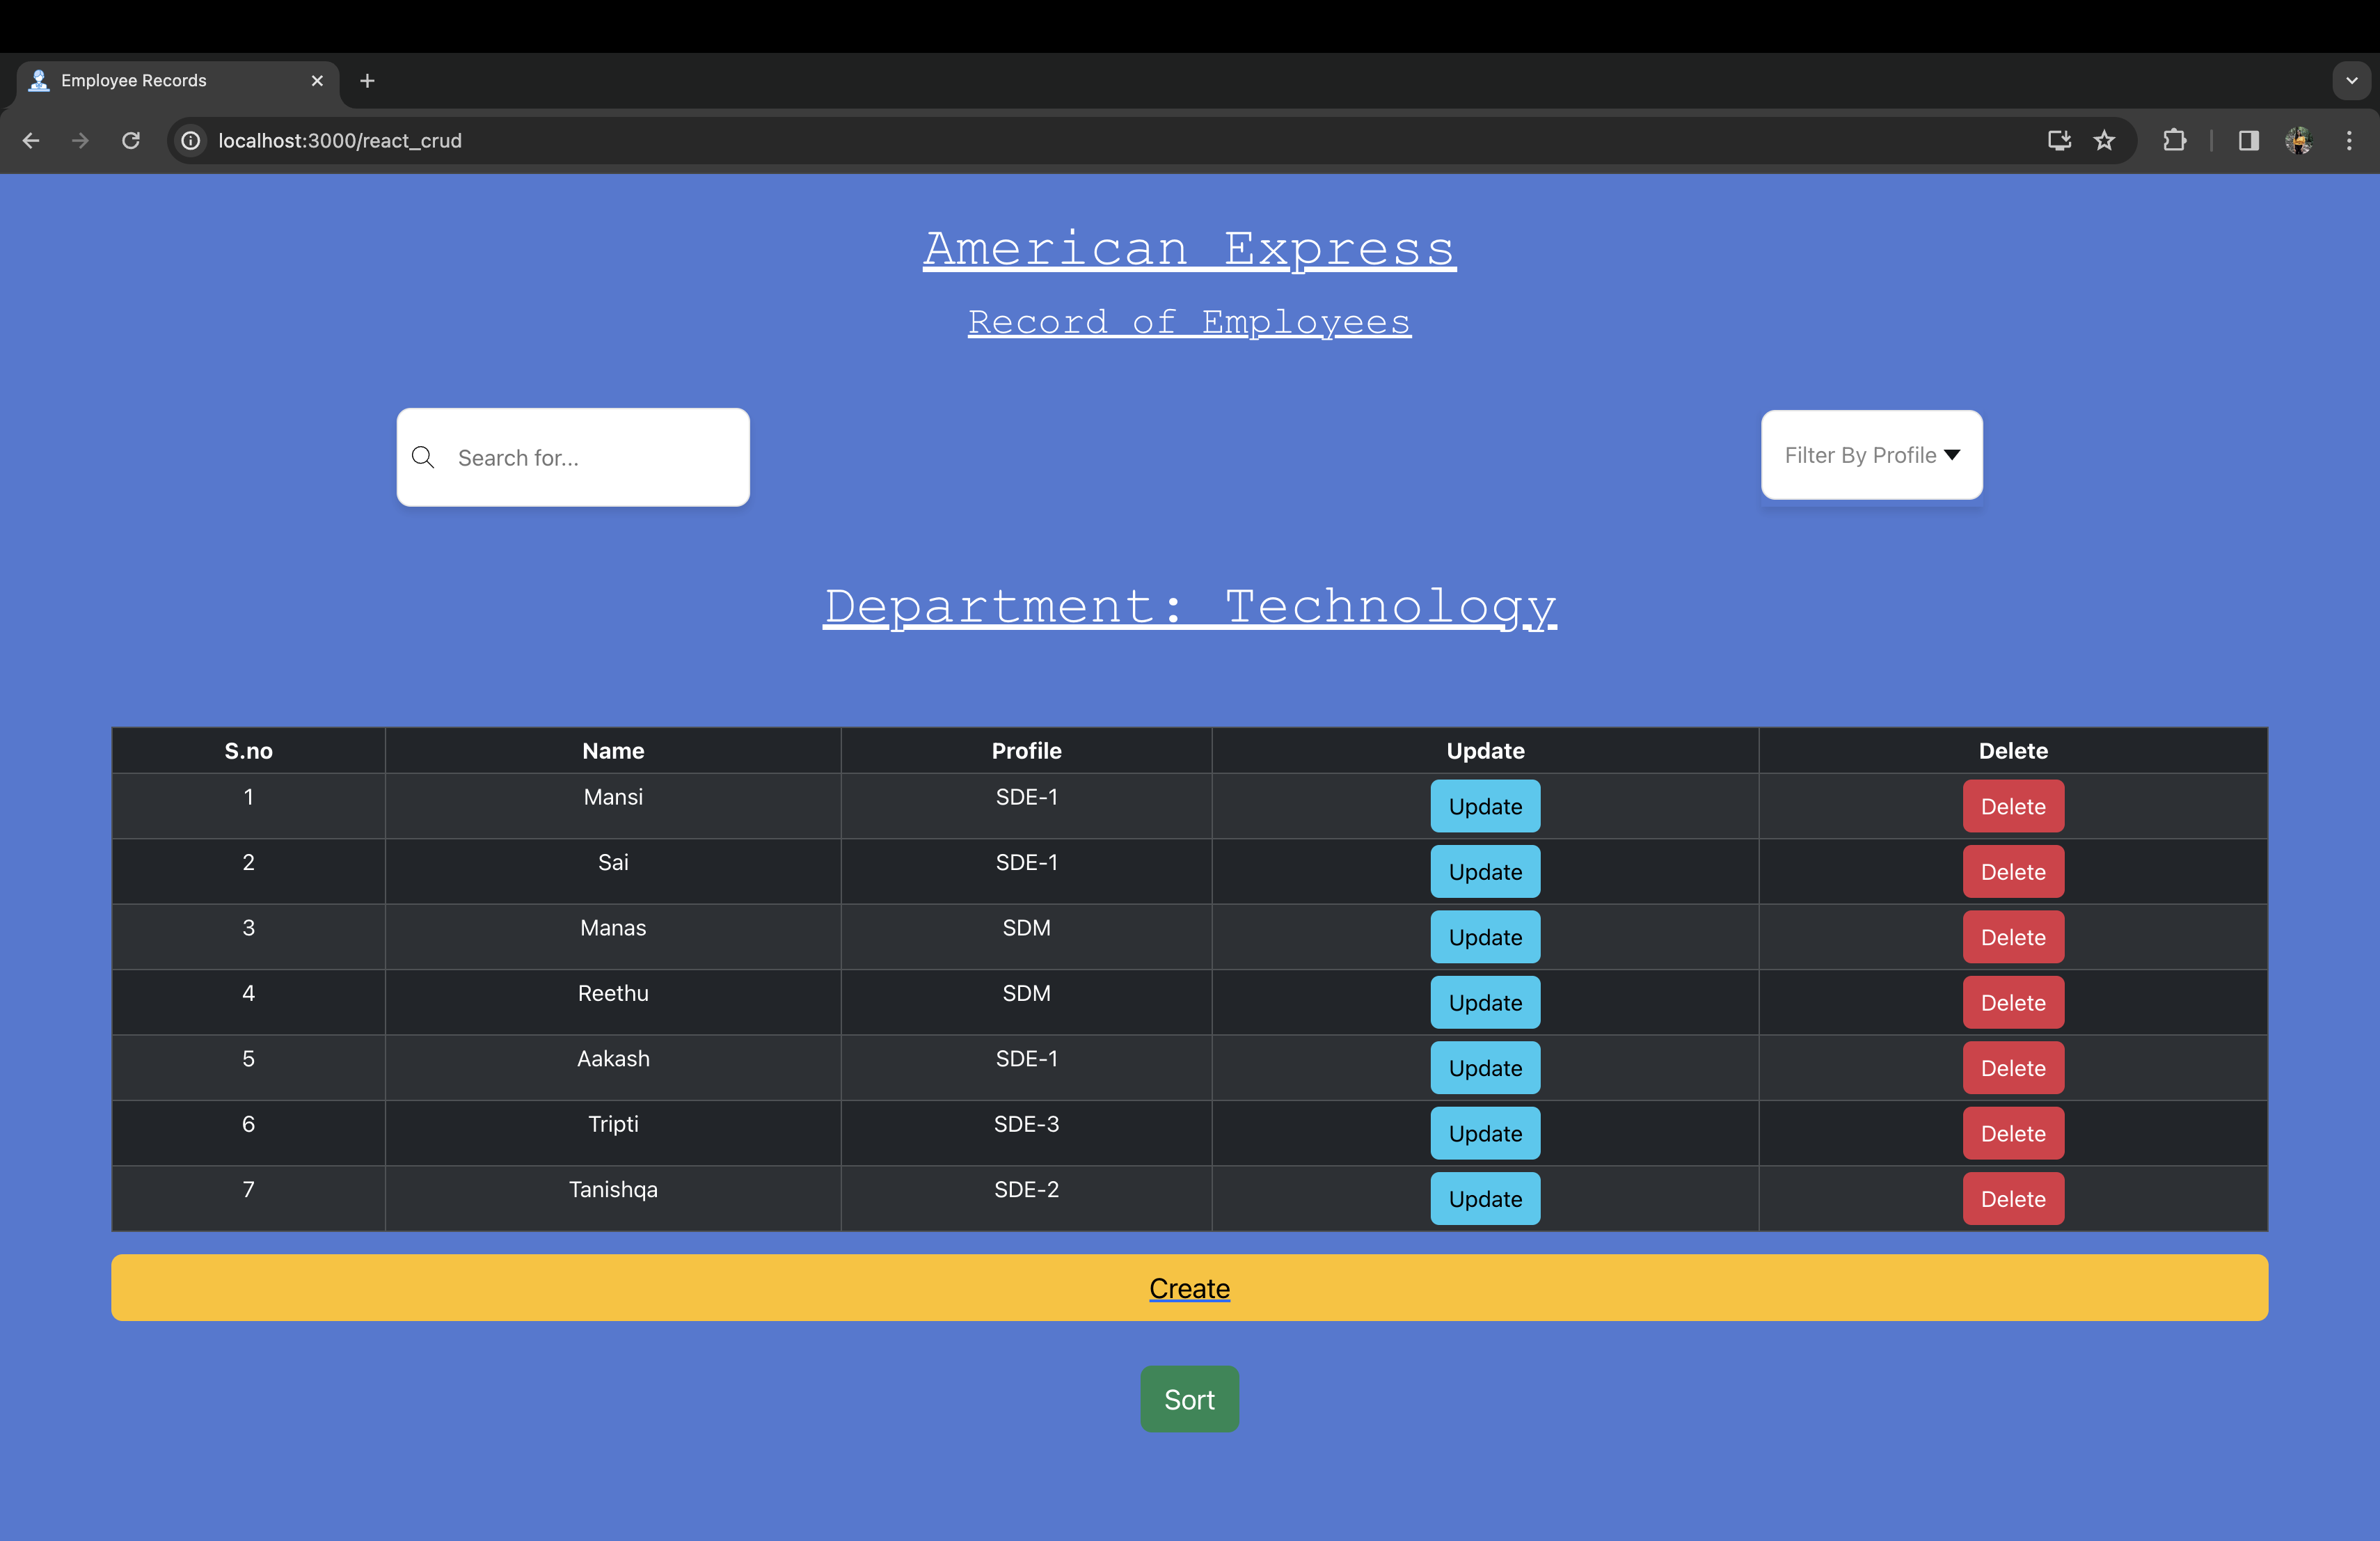 Employee Records
localhost:3000/react_crud
American Express
Record of Employees
Search for...
Filter By Profile
Department: Technology
S.no Name Profile Update Delete
1 Mansi SDE-1 Update Delete
2 Sai SDE-1 Update Delete
3 Manas SDM Update Delete
4 Reethu SDM Update Delete
5 Aakash SDE-1 Update Delete
6 Tripti SDE-3 Update Delete
7 Tanishqa SDE-2 Update Delete
Create
Sort